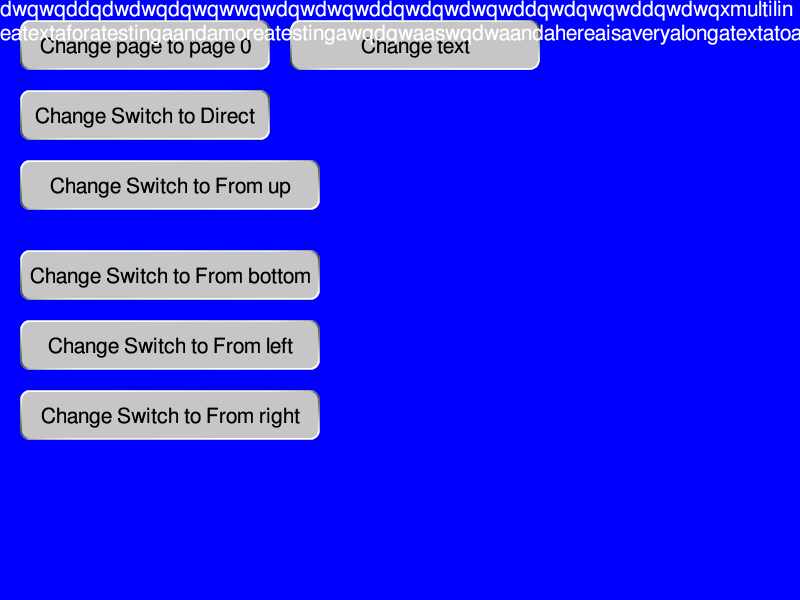 dwqwqddqdwdwqdqwqwwqwdqwdwqwddqwdqwdwqwddqwdqwqwddqwdwqxmultilin
eatextaforatestingaandamoreatestingawqdqwaaswqdwaandahereaisaveryalongatextatoa
Change page to page 0
Change text
Change Switch to Direct
Change Switch to From up
Change Switch to From bottom
Change Switch to From left
Change Switch to From right